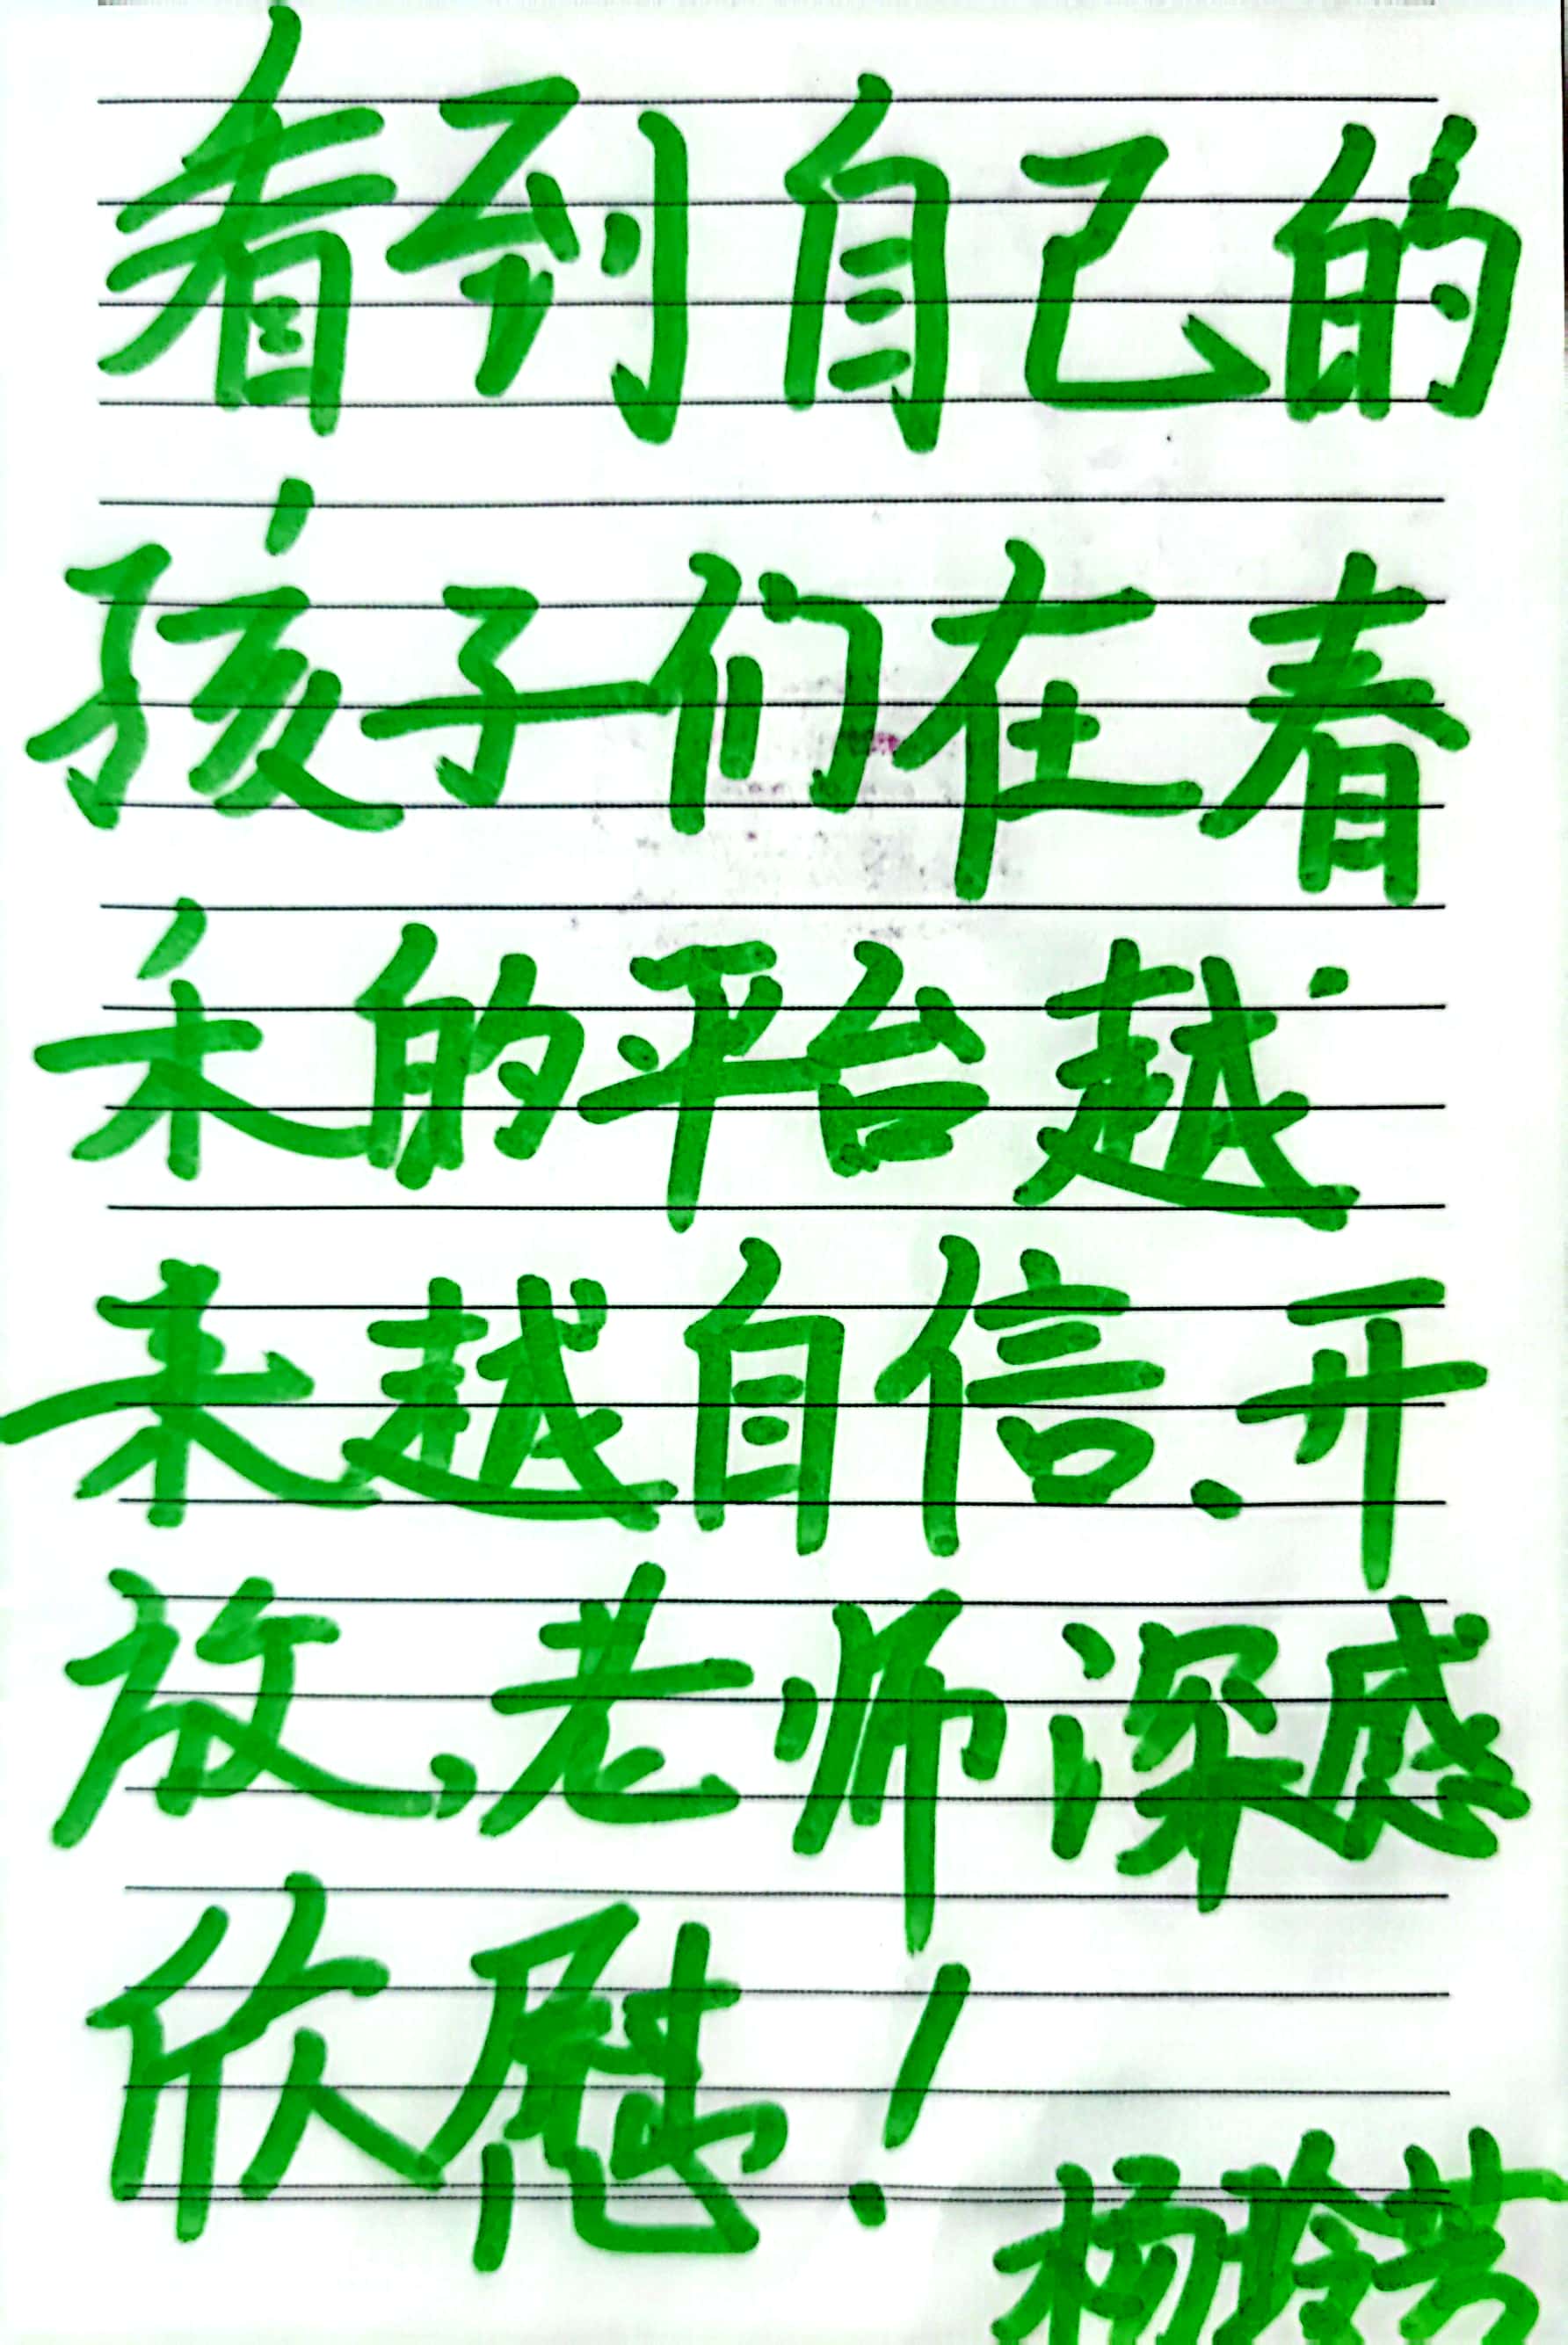 看到自己的
孩子们在春
禾的平台越
来越自信、开
放、老师深感
欣慰!
杨玲芳